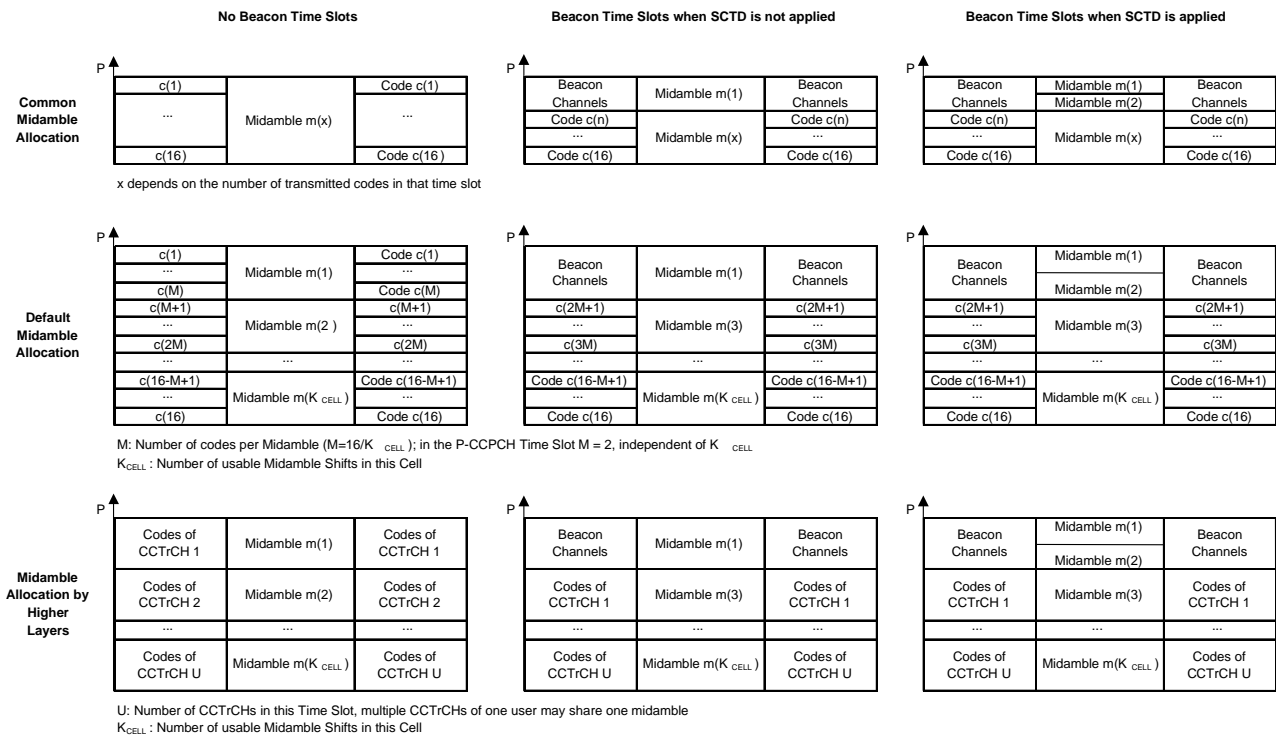 No Beacon Time Slots
Beacon Time Slots when SCTD is not applied
Beacon Time Slots when SCTD is applied
Common
Midamble
Allocation
P
c(1)
...
c(16)
Midamble m(x)
Code c(1)
...
Code c(16)
P
Beacon
Channels
Code c(n)
...
Code c(16)
Midamble m(1)
Midamble m(x)
Beacon
Channels
Code c(n)
...
Code c(16)
P
Beacon
Channels
Code c(n)
...
Code c(16)
Midamble m(1)
Midamble m(2)
Midamble m(x)
Beacon
Channels
Code c(n)
...
Code c(16)
x depends on the number of transmitted codes in that time slot
Default
Midamble
Allocation
P
c(1)
...
c(M)
c(M+1)
...
c(2M)
...
c(16-M+1)
...
c(16)
Midamble m(1)
Midamble m(2 )
...
Midamble m(K CELL )
Code c(1)
...
Code c(M)
c(M+1)
...
c(2M)
...
Code c(16-M+1)
...
Code c(16)
P
Beacon
Channels
c(2M+1)
...
c(3M)
...
Code c(16-M+1)
...
Code c(16)
Midamble m(1)
Midamble m(3)
...
Midamble m(K CELL )
Beacon
Channels
c(2M+1)
...
c(3M)
...
Code c(16-M+1)
...
Code c(16)
P
Beacon
Channels
c(2M+1)
...
c(3M)
...
Code c(16-M+1)
...
Code c(16)
Midamble m(1)
Midamble m(2)
Midamble m(3)
...
Midamble m(K CELL )
Beacon
Channels
c(2M+1)
...
c(3M)
...
Code c(16-M+1)
...
Code c(16)
M: Number of codes per Midamble (M=16/K CELL ); in the P-CCPCH Time Slot M = 2, independent of K CELL
KCELL : Number of usable Midamble Shifts in this Cell
Midamble
Allocation by
Higher
Layers
P
Codes of
CCTrCH 1
Codes of
CCTrCH 2
...
Codes of
CCTrCH U
Midamble m(1)
Midamble m(2)
...
Midamble m(K CELL )
Codes of
CCTrCH 1
Codes of
CCTrCH 2
...
Codes of
CCTrCH U
P
Beacon
Channels
Codes of
CCTrCH 1
...
Codes of
CCTrCH U
Midamble m(1)
Midamble m(3)
...
Midamble m(K CELL )
Beacon
Channels
Codes of
CCTrCH 1
...
Codes of
CCTrCH U
P
Beacon
Channels
Codes of
CCTrCH 1
...
Codes of
CCTrCH U
Midamble m(1)
Midamble m(2)
Midamble m(3)
...
Midamble m(K CELL )
Beacon
Channels
Codes of
CCTrCH 1
...
Codes of
CCTrCH U
U: Number of CCTrCHs in this Time Slot, multiple CCTrCHs of one user may share one midamble
KCELL : Number of usable Midamble Shifts in this Cell